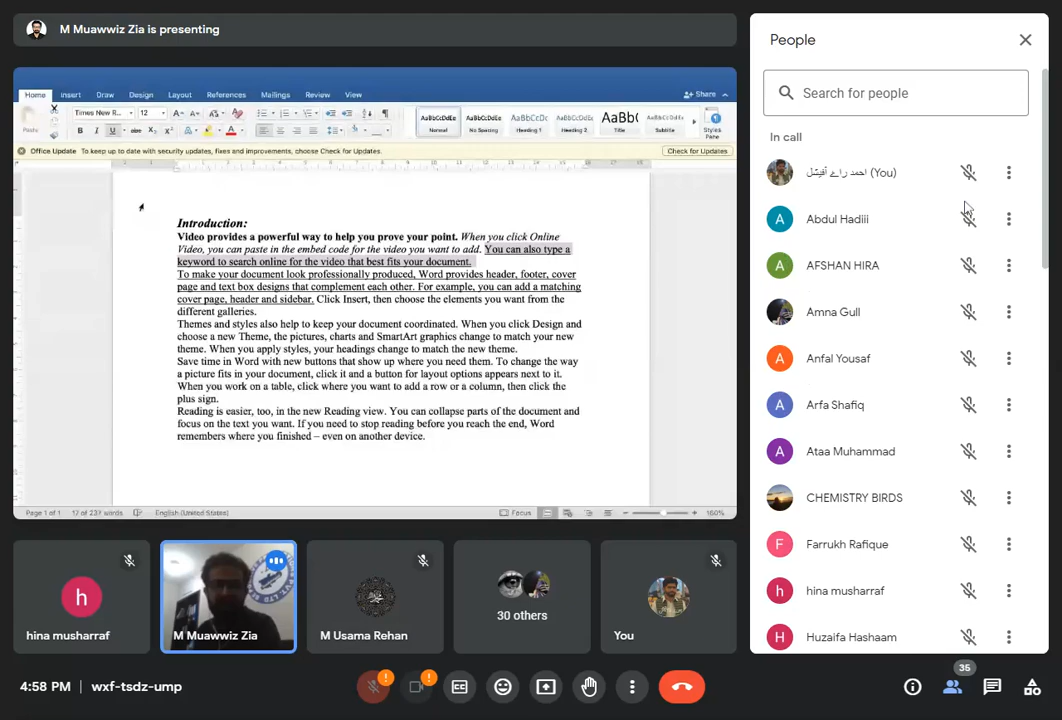 M Muawwiz Zia is presenting
Home Insert Draw Design Layout References Mailings Review View Share
Paste Times New R... 12 AaBbCcDdEe AaBbCcDdEe AaBbCcDc AaBbCcDdEe AaBb( AaBbCcDdEe
Normal No Spacing Heading 1 Heading 2 Title Subtitle Styles Pane
Office Update To keep up to date with security updates, fixes and improvements, choose Check for Updates. Check for Updates
Introduction:
Video provides a powerful way to help you prove your point. When you click Online
Video, you can paste in the embed code for the video you want to add. You can also type a
keyword to search online for the video that best fits your document.
To make your document look professionally produced, Word provides header, footer, cover
page and text box designs that complement each other. For example, you can add a matching
cover page, header and sidebar. Click Insert, then choose the elements you want from the
different galleries.
Themes and styles also help to keep your document coordinated. When you click Design and
choose a new Theme, the pictures, charts and SmartArt graphics change to match your new
theme. When you apply styles, your headings change to match the new theme.
Save time in Word with new buttons that show up where you need them. To change the way
a picture fits in your document, click it and a button for layout options appears next to it.
When you work on a table, click where you want to add a row or a column, then click the
plus sign.
Reading is easier, too, in the new Reading view. You can collapse parts of the document and
focus on the text you want. If you need to stop reading before you reach the end, Word
remembers where you finished – even on another device.
Page 1 of 1 17 of 237 words English (United States) Focus 160%
h
hina musharraf
M Muawwiz Zia
M Usama Rehan
30 others
You
4:58 PM wxf-tsdz-ump
People
Search for people
In call
احمد راے آفیشل (You)
A Abdul Hadiii
A AFSHAN HIRA
Amna Gull
A Anfal Yousaf
A Arfa Shafiq
A Ataa Muhammad
CHEMISTRY BIRDS
F Farrukh Rafique
h hina musharraf
H Huzaifa Hashaam
35